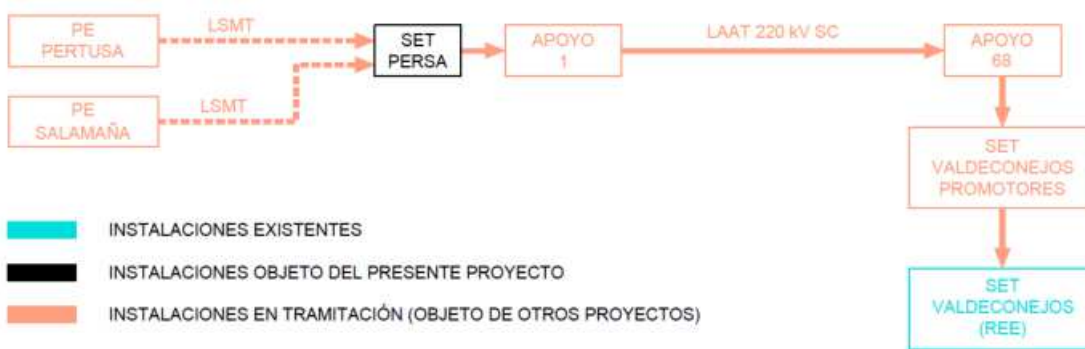 PE
PERTUSA
LSMT
SET
PERSA
APOYO
1
LAAT 220 kV SC
APOYO
68
PE
SALAMAÑA
LSMT
SET
VALDECONEJOS
PROMOTORES
INSTALACIONES EXISTENTES
INSTALACIONES OBJETO DEL PRESENTE PROYECTO
INSTALACIONES EN TRAMITACIÓN (OBJETO DE OTROS PROYECTOS)
SET
VALDECONEJOS
(REE)